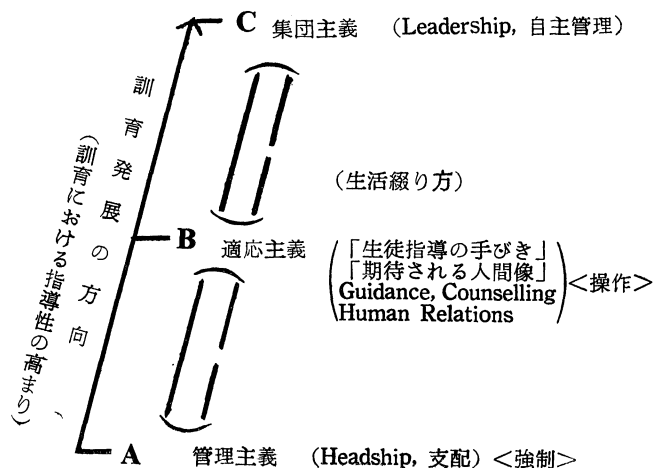 C 集団主義 (Leadership, 自主管理)
訓育発展の方向
(訓育における指導性の高まり)
(生活綴り方)
B 適応主義
「生徒指導の手びき」
「期待される人間像」
Guidance, Counselling
Human Relations
<操作>
A 管理主義 (Headship, 支配) <強制>